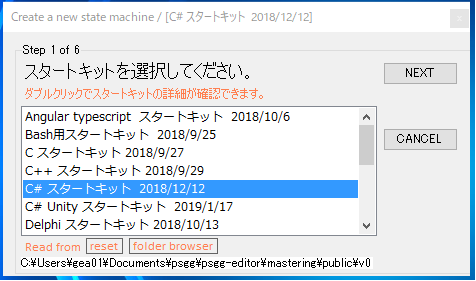 Create a new state machine / [C# スタートキット 2018/12/12]
Step 1 of 6
スタートキットを選択してください。
NEXT
ダブルクリックでスタートキットの詳細が確認できます。
Angular typescript スタートキット 2018/10/6
Bash用スタートキット 2018/9/25
C スタートキット 2018/9/27
CANCEL
C++ スタートキット 2018/9/29
C# スタートキット 2018/12/12
C# Unity スタートキット 2019/1/17
Delphi スタートキット 2018/10/13
Read from reset folder browser
C:¥Users¥gea01¥Documents¥psgg¥psgg-editor¥mastering¥public¥v0